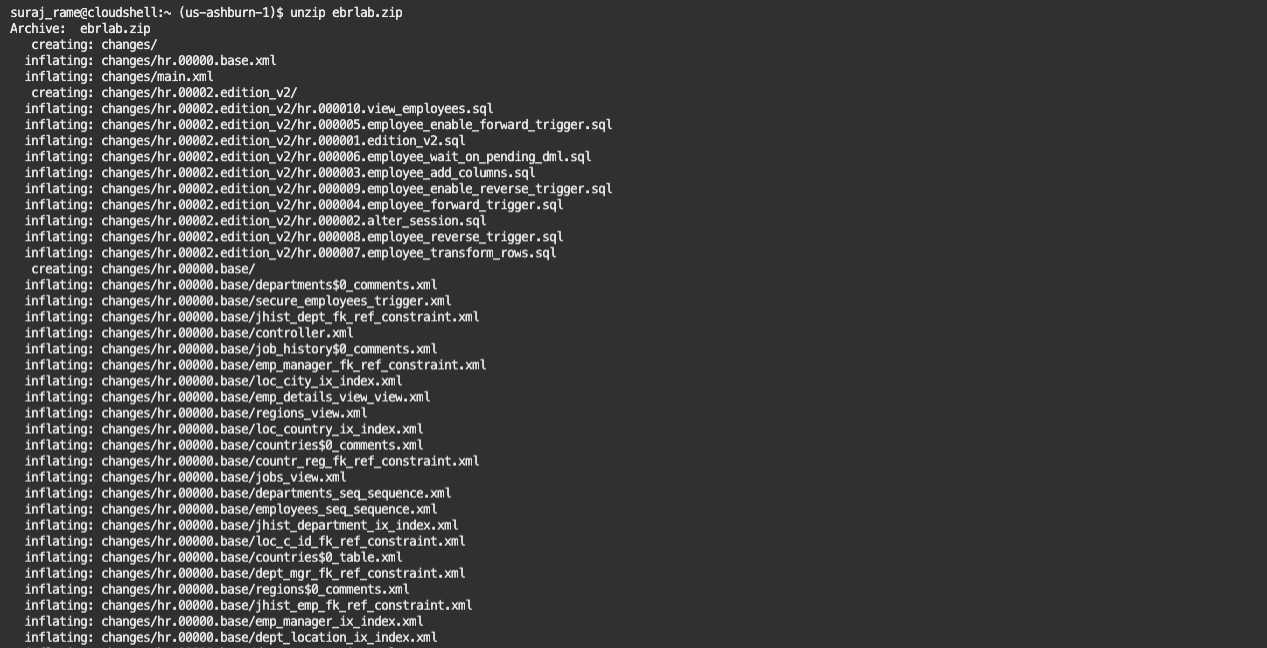 suraj_rame@cloudshell:~ (us-ashburn-1)$ unzip ebrlab.zip
Archive:  ebrlab.zip
   creating: changes/
  inflating: changes/hr.00000.base.xml
  inflating: changes/main.xml
   creating: changes/hr.00002.edition_v2/
  inflating: changes/hr.00002.edition_v2/hr.000010.view_employees.sql
  inflating: changes/hr.00002.edition_v2/hr.000005.employee_enable_forward_trigger.sql
  inflating: changes/hr.00002.edition_v2/hr.000001.edition_v2.sql
  inflating: changes/hr.00002.edition_v2/hr.000006.employee_wait_on_pending_dml.sql
  inflating: changes/hr.00002.edition_v2/hr.000003.employee_add_columns.sql
  inflating: changes/hr.00002.edition_v2/hr.000009.employee_enable_reverse_trigger.sql
  inflating: changes/hr.00002.edition_v2/hr.000004.employee_forward_trigger.sql
  inflating: changes/hr.00002.edition_v2/hr.000002.alter_session.sql
  inflating: changes/hr.00002.edition_v2/hr.000008.employee_reverse_trigger.sql
  inflating: changes/hr.00002.edition_v2/hr.000007.employee_transform_rows.sql
   creating: changes/hr.00000.base/
  inflating: changes/hr.00000.base/departments$0_comments.xml
  inflating: changes/hr.00000.base/secure_employees_trigger.xml
  inflating: changes/hr.00000.base/jhist_dept_fk_ref_constraint.xml
  inflating: changes/hr.00000.base/controller.xml
  inflating: changes/hr.00000.base/job_history$0_comments.xml
  inflating: changes/hr.00000.base/emp_manager_fk_ref_constraint.xml
  inflating: changes/hr.00000.base/loc_city_ix_index.xml
  inflating: changes/hr.00000.base/emp_details_view_view.xml
  inflating: changes/hr.00000.base/regions_view.xml
  inflating: changes/hr.00000.base/loc_country_ix_index.xml
  inflating: changes/hr.00000.base/countries$0_comments.xml
  inflating: changes/hr.00000.base/countr_reg_fk_ref_constraint.xml
  inflating: changes/hr.00000.base/jobs_view.xml
  inflating: changes/hr.00000.base/departments_seq_sequence.xml
  inflating: changes/hr.00000.base/employees_seq_sequence.xml
  inflating: changes/hr.00000.base/jhist_department_ix_index.xml
  inflating: changes/hr.00000.base/loc_c_id_fk_ref_constraint.xml
  inflating: changes/hr.00000.base/countries$0_table.xml
  inflating: changes/hr.00000.base/dept_mgr_fk_ref_constraint.xml
  inflating: changes/hr.00000.base/regions$0_comments.xml
  inflating: changes/hr.00000.base/jhist_emp_fk_ref_constraint.xml
  inflating: changes/hr.00000.base/emp_manager_ix_index.xml
  inflating: changes/hr.00000.base/dept_location_ix_index.xml